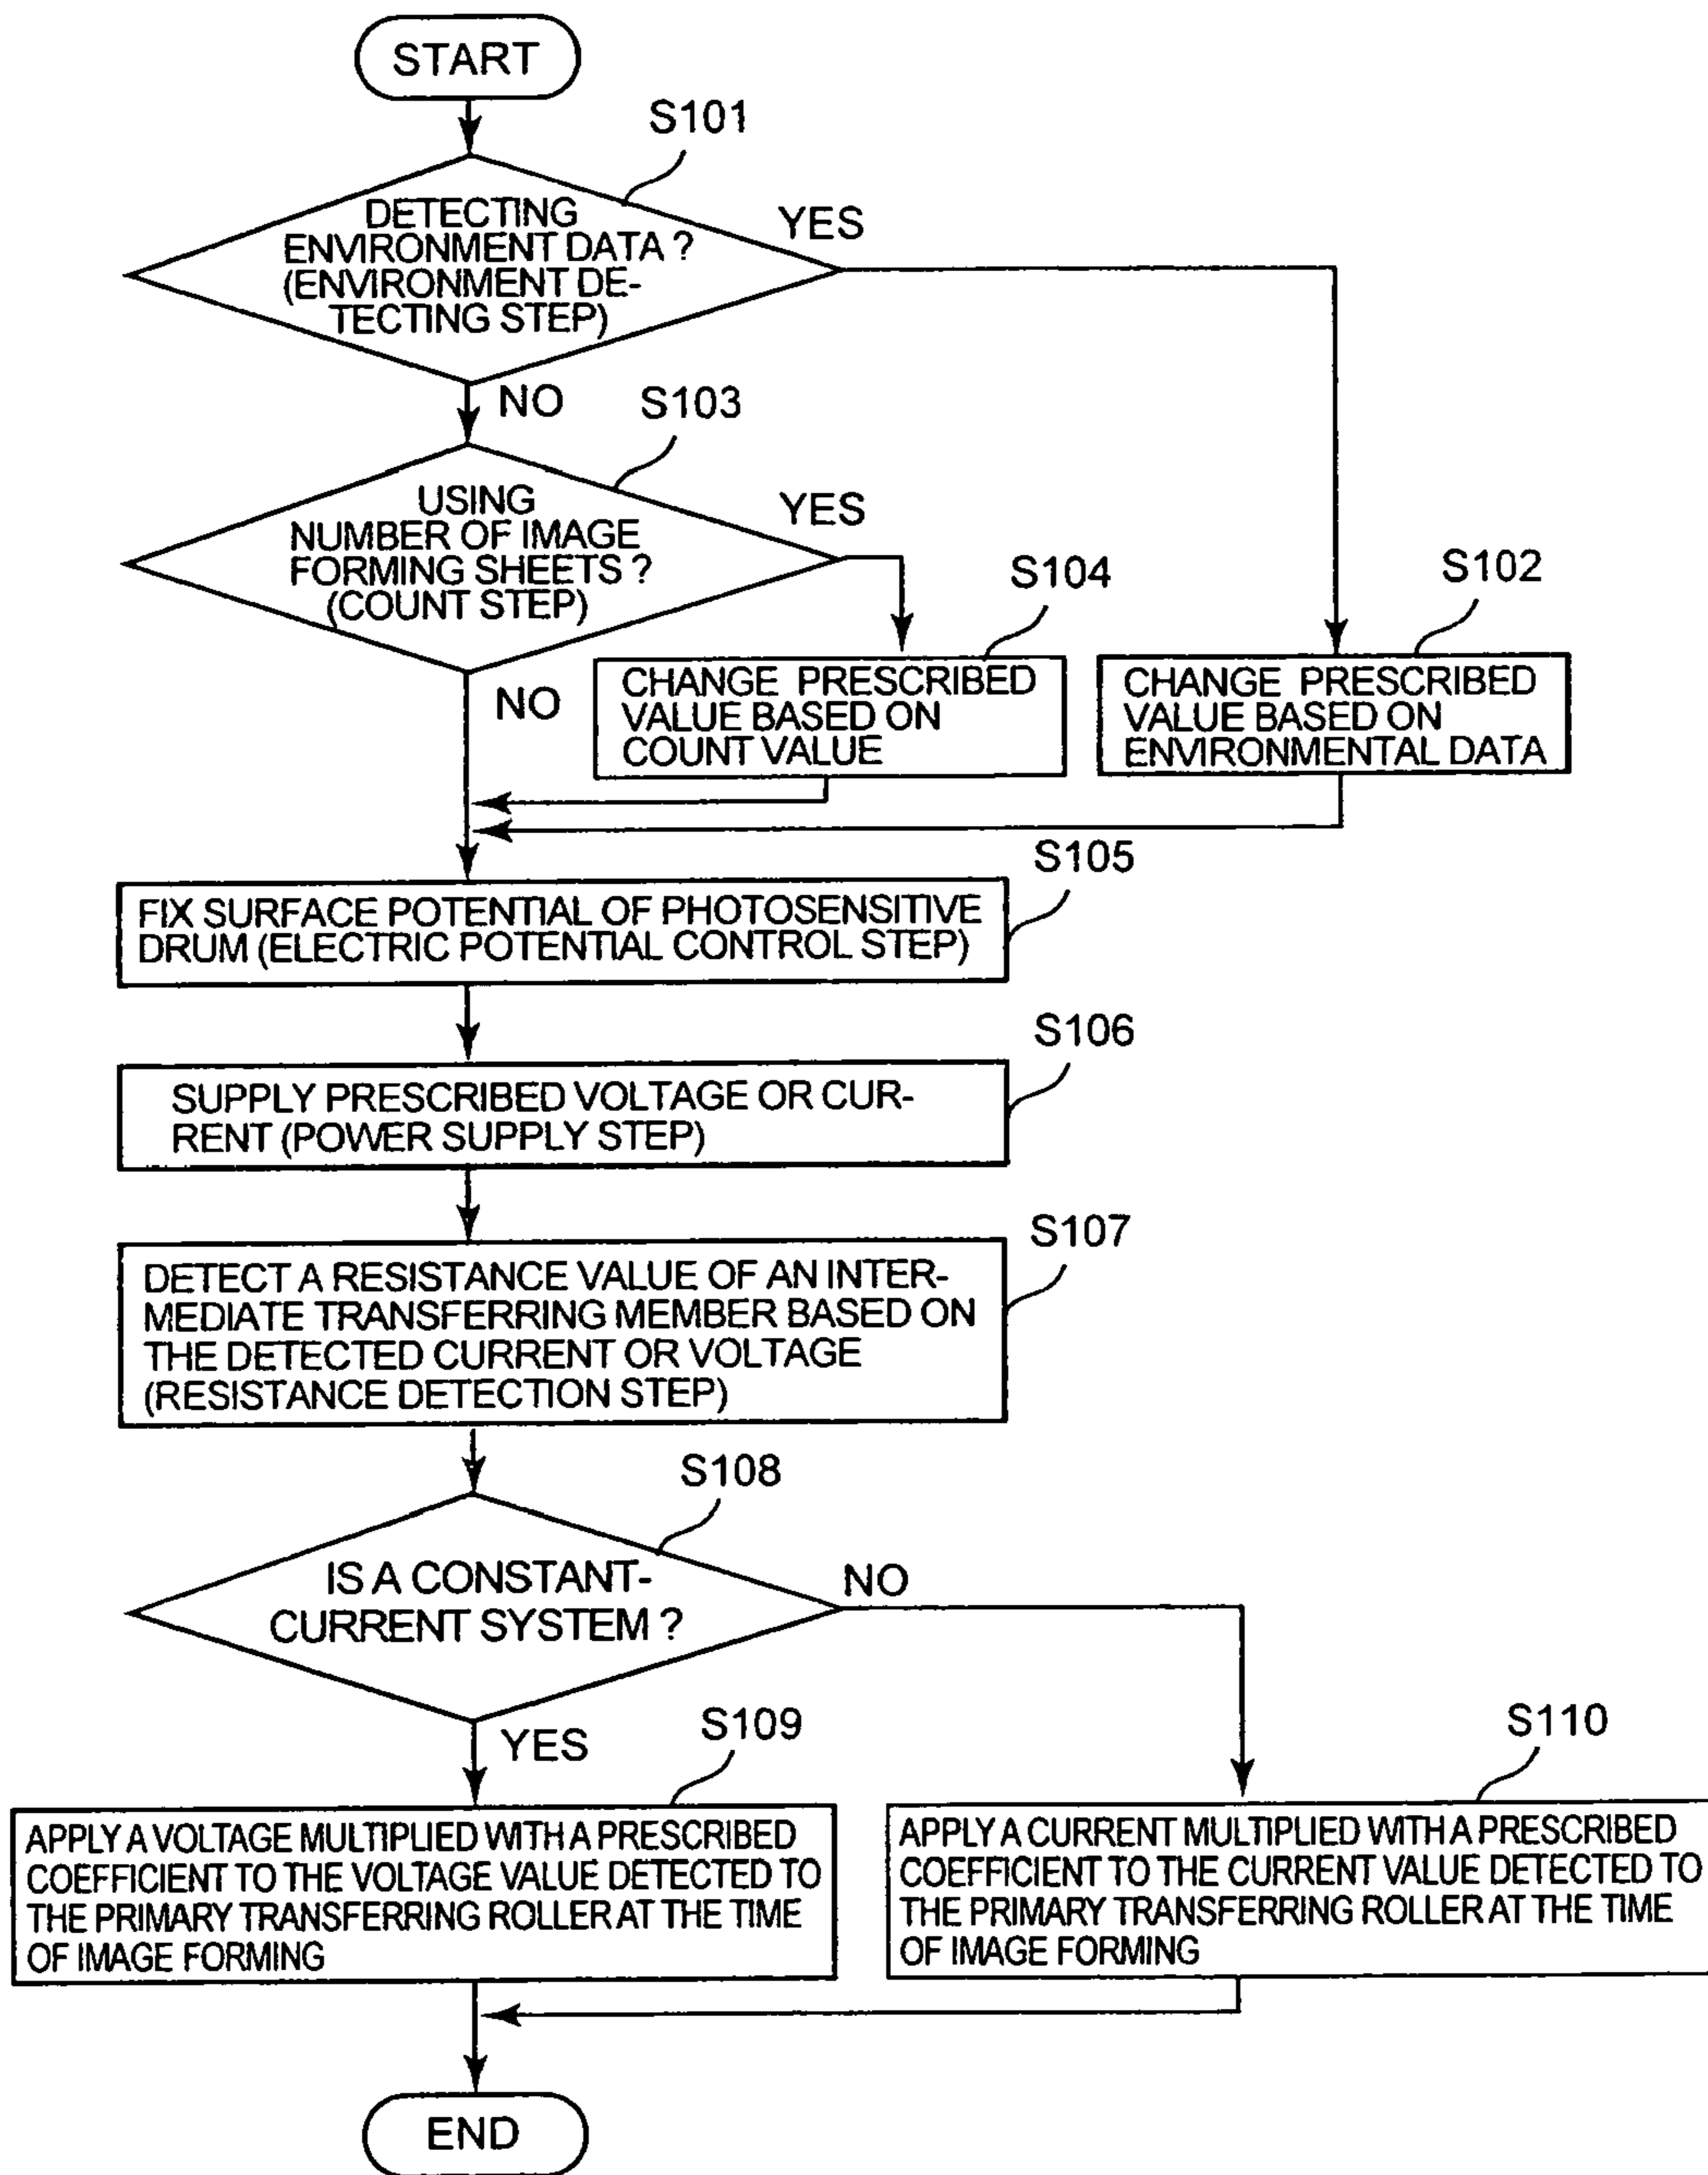 START
S101
DETECTING
ENVIRONMENT DATA ?
(ENVIRONMENT DE-
TECTING STEP)
YES
NO
S103
USING
NUMBER OF IMAGE
FORMING SHEETS ?
(COUNT STEP)
YES
NO
S104
CHANGE PRESCRIBED
VALUE BASED ON
COUNT VALUE
S102
CHANGE PRESCRIBED
VALUE BASED ON
ENVIRONMENTAL DATA
S105
FIX SURFACE POTENTIAL OF PHOTOSENSITIVE
DRUM (ELECTRIC POTENTIAL CONTROL STEP)
S106
SUPPLY PRESCRIBED VOLTAGE OR CUR-
RENT (POWER SUPPLY STEP)
S107
DETECT A RESISTANCE VALUE OF AN INTER-
MEDIATE TRANSFERRING MEMBER BASED ON
THE DETECTED CURRENT OR VOLTAGE
(RESISTANCE DETECTION STEP)
S108
IS A CONSTANT-
CURRENT SYSTEM ?
NO
YES
S109
APPLY A VOLTAGE MULTIPLIED WITH A PRESCRIBED
COEFFICIENT TO THE VOLTAGE VALUE DETECTED TO
THE PRIMARY TRANSFERRING ROLLER AT THE TIME
OF IMAGE FORMING
S110
APPLY A CURRENT MULTIPLIED WITH A PRESCRIBED
COEFFICIENT TO THE CURRENT VALUE DETECTED TO
THE PRIMARY TRANSFERRING ROLLER AT THE TIME
OF IMAGE FORMING
END